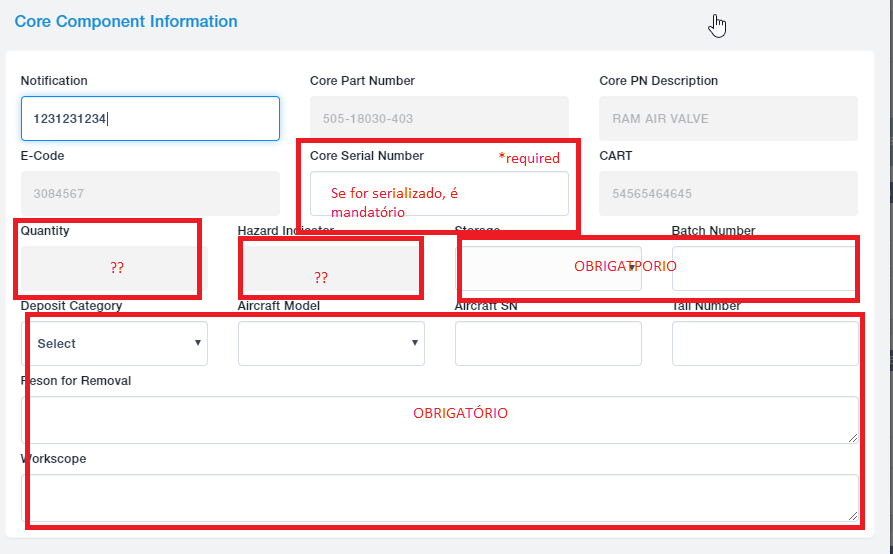 Core Component Information
Notification
Core Part Number
Core PN Description
1231231234
505-18030-403
RAM AIR VALVE
E-Code
Core Serial Number
*required
CART
3084567
Se for serializado, é
mandatório
54565464645
Quantity
Hazard Indicator
Storage
Batch Number
??
??
OBRIGATPORIO
Deposit Category
Aircraft Model
Aircraft SN
Tail Number
Select
Reson for Removal
OBRIGATÓRIO
Workscope